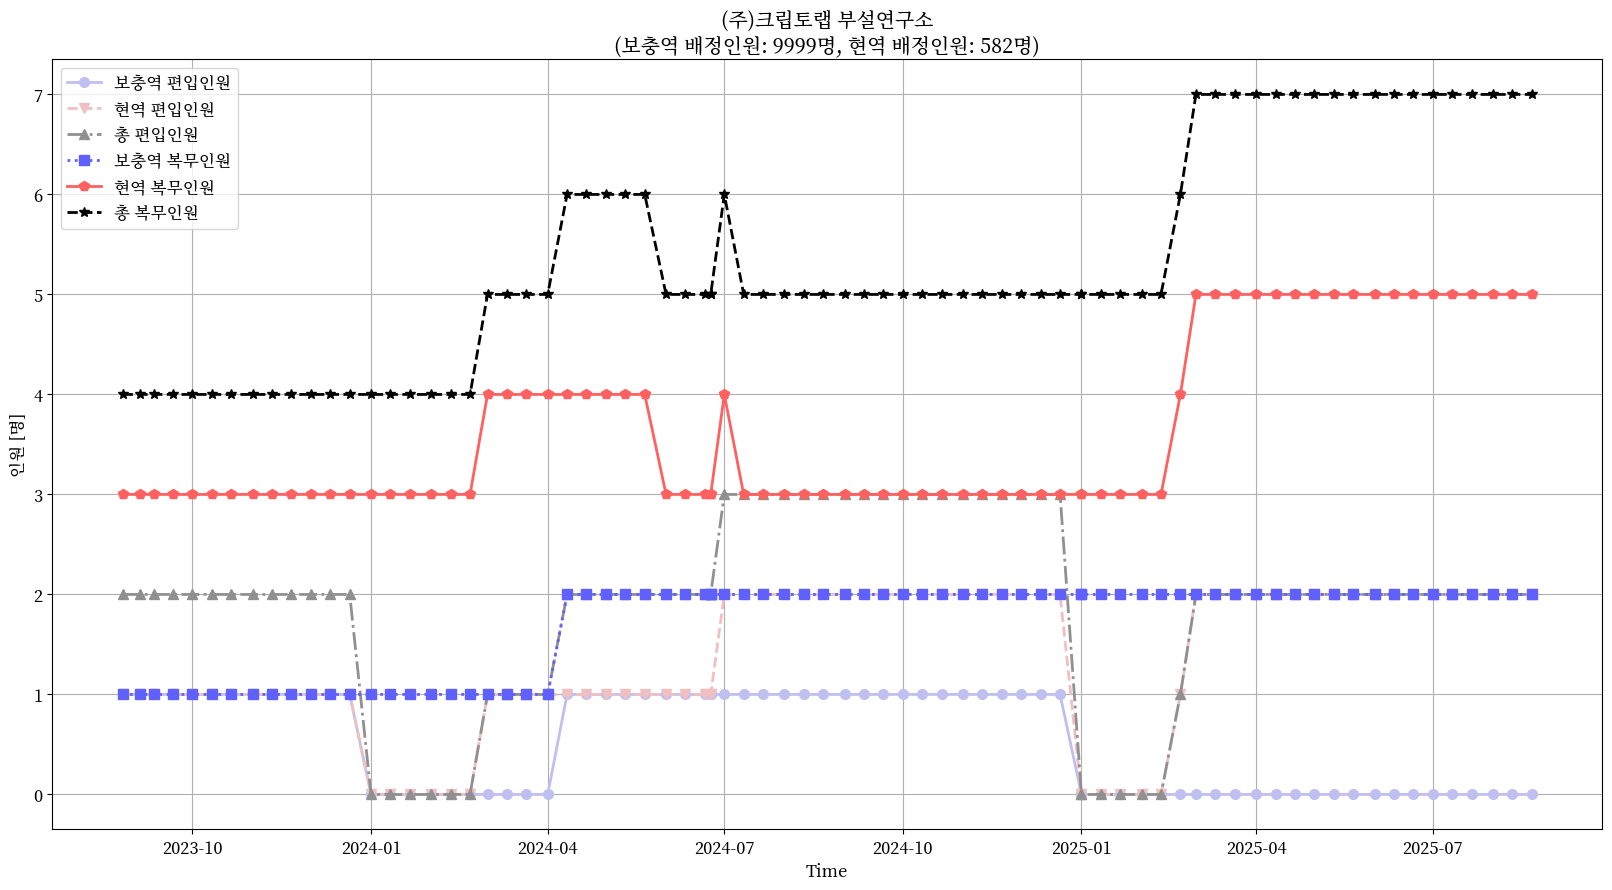 (주)크립토랩 부설연구소
(보충역 배정인원: 9999명, 현역 배정인원: 582명)
보충역 편입인원
현역 편입인원
총 편입인원
보충역 복무인원
현역 복무인원
총 복무인원
인원 [명]
7
6
5
4
3
2
1
0
2023-10 2024-01 2024-04 2024-07 2024-10 2025-01 2025-04 2025-07
Time